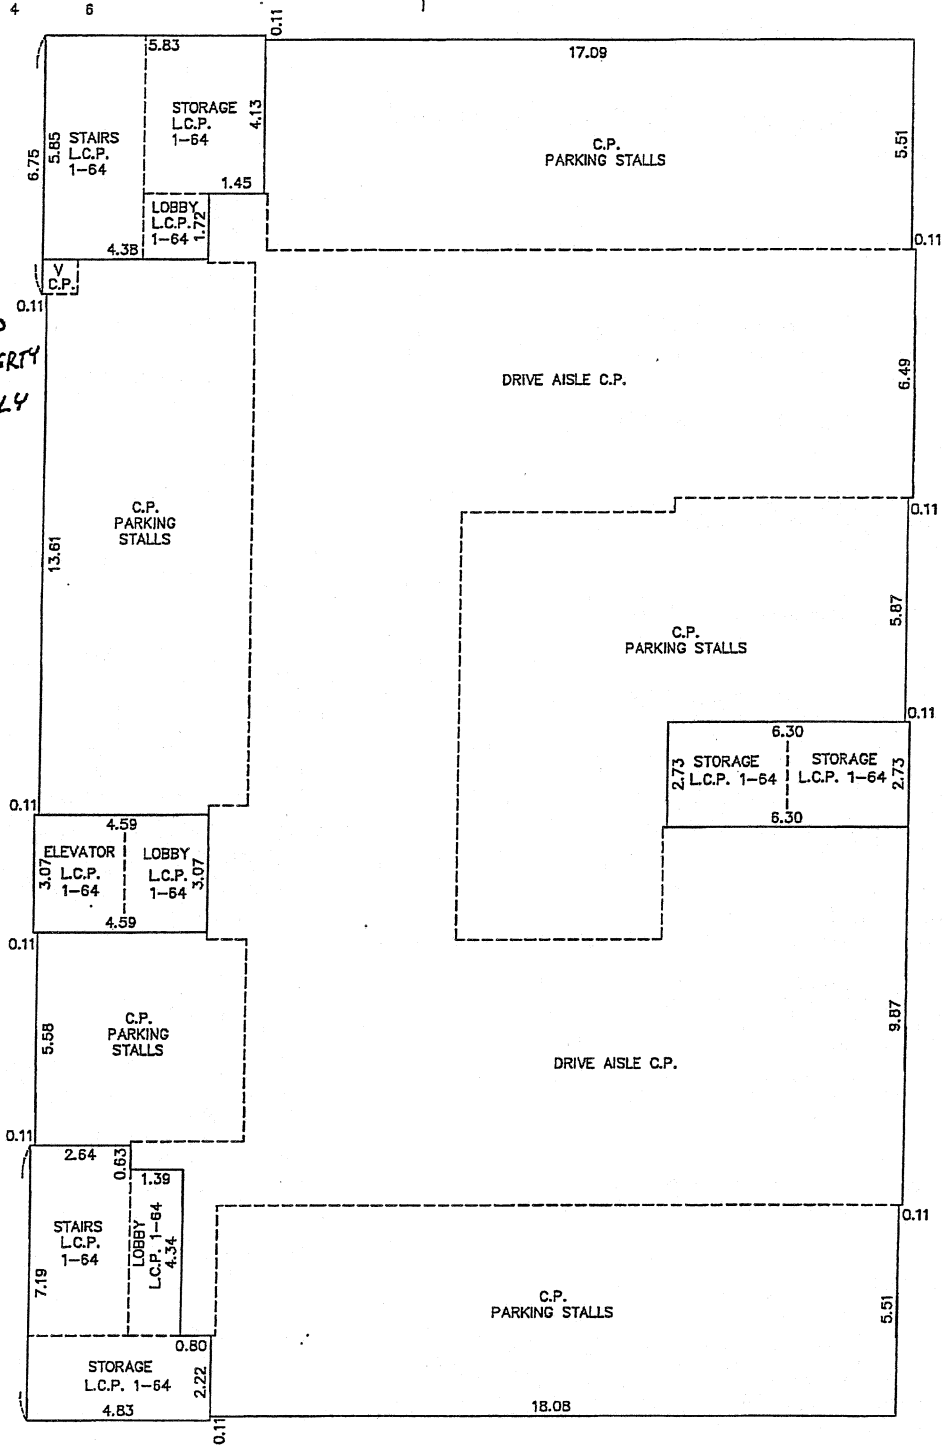 4 6
0.11
5.83
17.09
STORAGE
L.C.P.
1-64
4.13
STAIRS
L.C.P.
1-64
6.75
5.85
C.P.
PARKING STALLS
5.51
1.45
LOBBY
L.C.P.
1-64
1.72
4.38
0.11
V
C.P.
0.11
DRIVE AISLE C.P.
6.49
C.P.
PARKING
STALLS
13.61
0.11
C.P.
PARKING STALLS
5.87
0.11
6.30
STORAGE
L.C.P. 1-64
STORAGE
L.C.P. 1-64
2.73
2.73
6.30
0.11
4.59
ELEVATOR
L.C.P.
1-64
LOBBY
L.C.P.
1-64
3.07
3.07
4.59
0.11
C.P.
PARKING
STALLS
5.58
DRIVE AISLE C.P.
9.87
0.11
2.64
0.63
1.39
STAIRS
L.C.P.
1-64
LOBBY
L.C.P. 1-64
4.34
7.19
0.11
C.P.
PARKING STALLS
5.51
0.80
STORAGE
L.C.P. 1-64
2.22
4.83
0.11
18.08